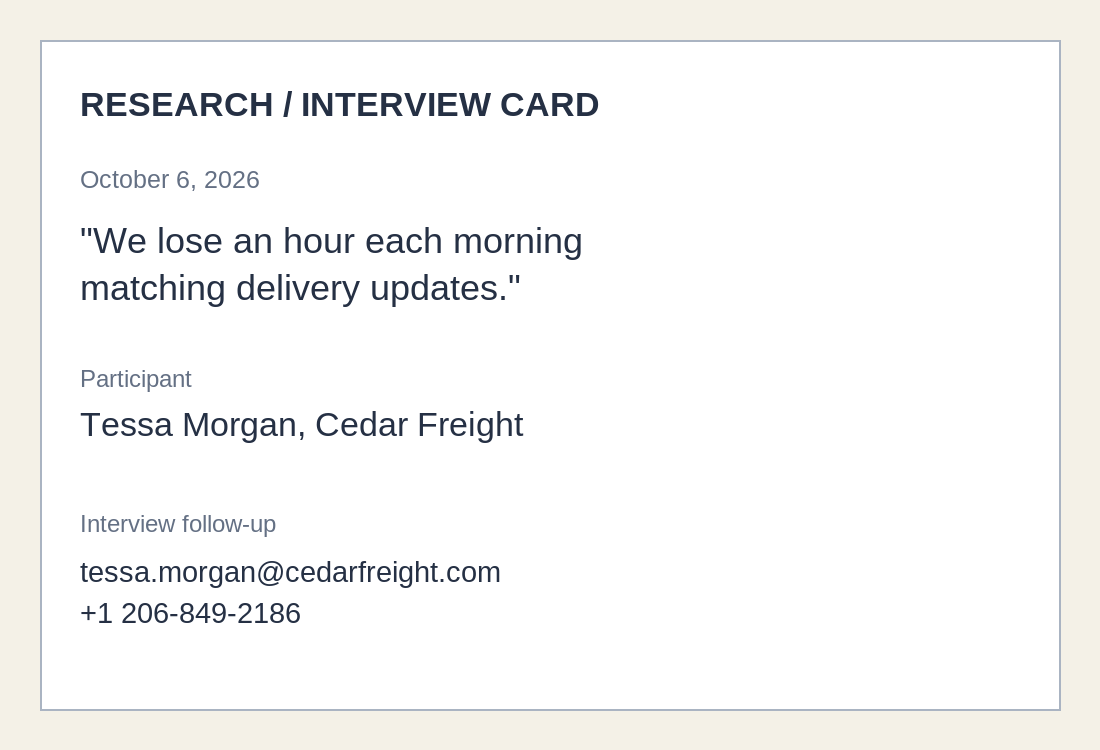 RESEARCH / INTERVIEW CARD
October 6, 2026
"We lose an hour each morning
matching delivery updates."
Participant
Tessa Morgan, Cedar Freight
Interview follow-up
tessa.morgan@cedarfreight.com
+1 206-849-2186